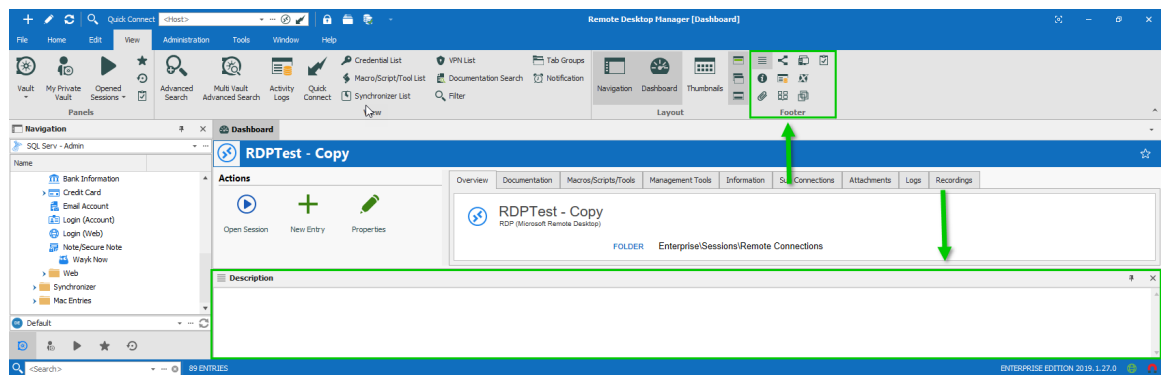 Quick Connect <Host>
Remote Desktop Manager [Dashboard]
File Home Edit View Administration Tools Window Help
Vault
My Private Vault
Opened Sessions
Advanced Search
Multi Vault Advanced Search
Activity Logs
Quick Connect
Credential List
Macro/Script/Tool List
Synchronizer List
VPN List
Documentation Search
Filter
Tab Groups
Notification
Navigation
Dashboard
Thumbnails
Panels
Layout
Footer
Navigation
Dashboard
SQL Serv - Admin
RDPTest - Copy
Name
Bank Information
Credit Card
Email Account
Login (Account)
Login (Web)
Note/Secure Note
Wayk Now
Web
Synchronizer
Mac Entries
Default
Actions
Open Session
New Entry
Properties
Overview Documentation Macros/Scripts/Tools Management Tools Information Connections Attachments Logs Recordings
RDPTest - Copy
RDP (Microsoft Remote Desktop)
FOLDER Enterprise\Sessions\Remote Connections
Description
<Search>
89 ENTRIES
ENTERPRISE EDITION 2019.1.27.0